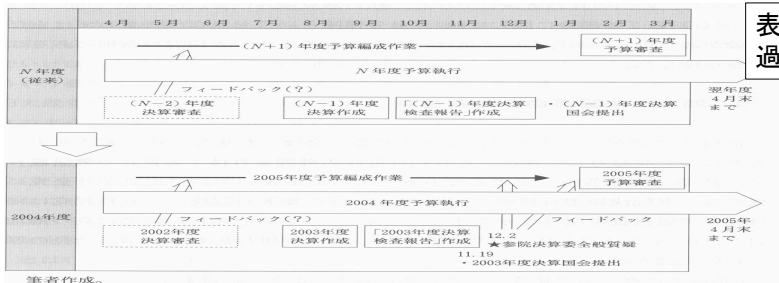 4月 5月 6月 7月 8月 9月 10月 11月 12月 1月 2月 3月
表
過
(N+1)年度予算編成作業
(N+1)年度
予算審査
N年度
(従来)
N年度予算執行
フィードバック(?)
翌年度
4月末
まで
(N−2)年度
決算審査
(N−1)年度
決算作成
「(N−1)年度決算
検査報告」作成
・(N−1)年度決算
国会提出
2005年度予算編成作業
2005年度
予算審査
2004年度
2004年度予算執行
フィードバック(?)
フィードバック
2005年
4月末
まで
2002年度
決算審査
2003年度
決算作成
「2003年度決算
検査報告」作成
12.2
★参院決算委全般質疑
11.19
・2003年度決算国会提出
筆者作成。